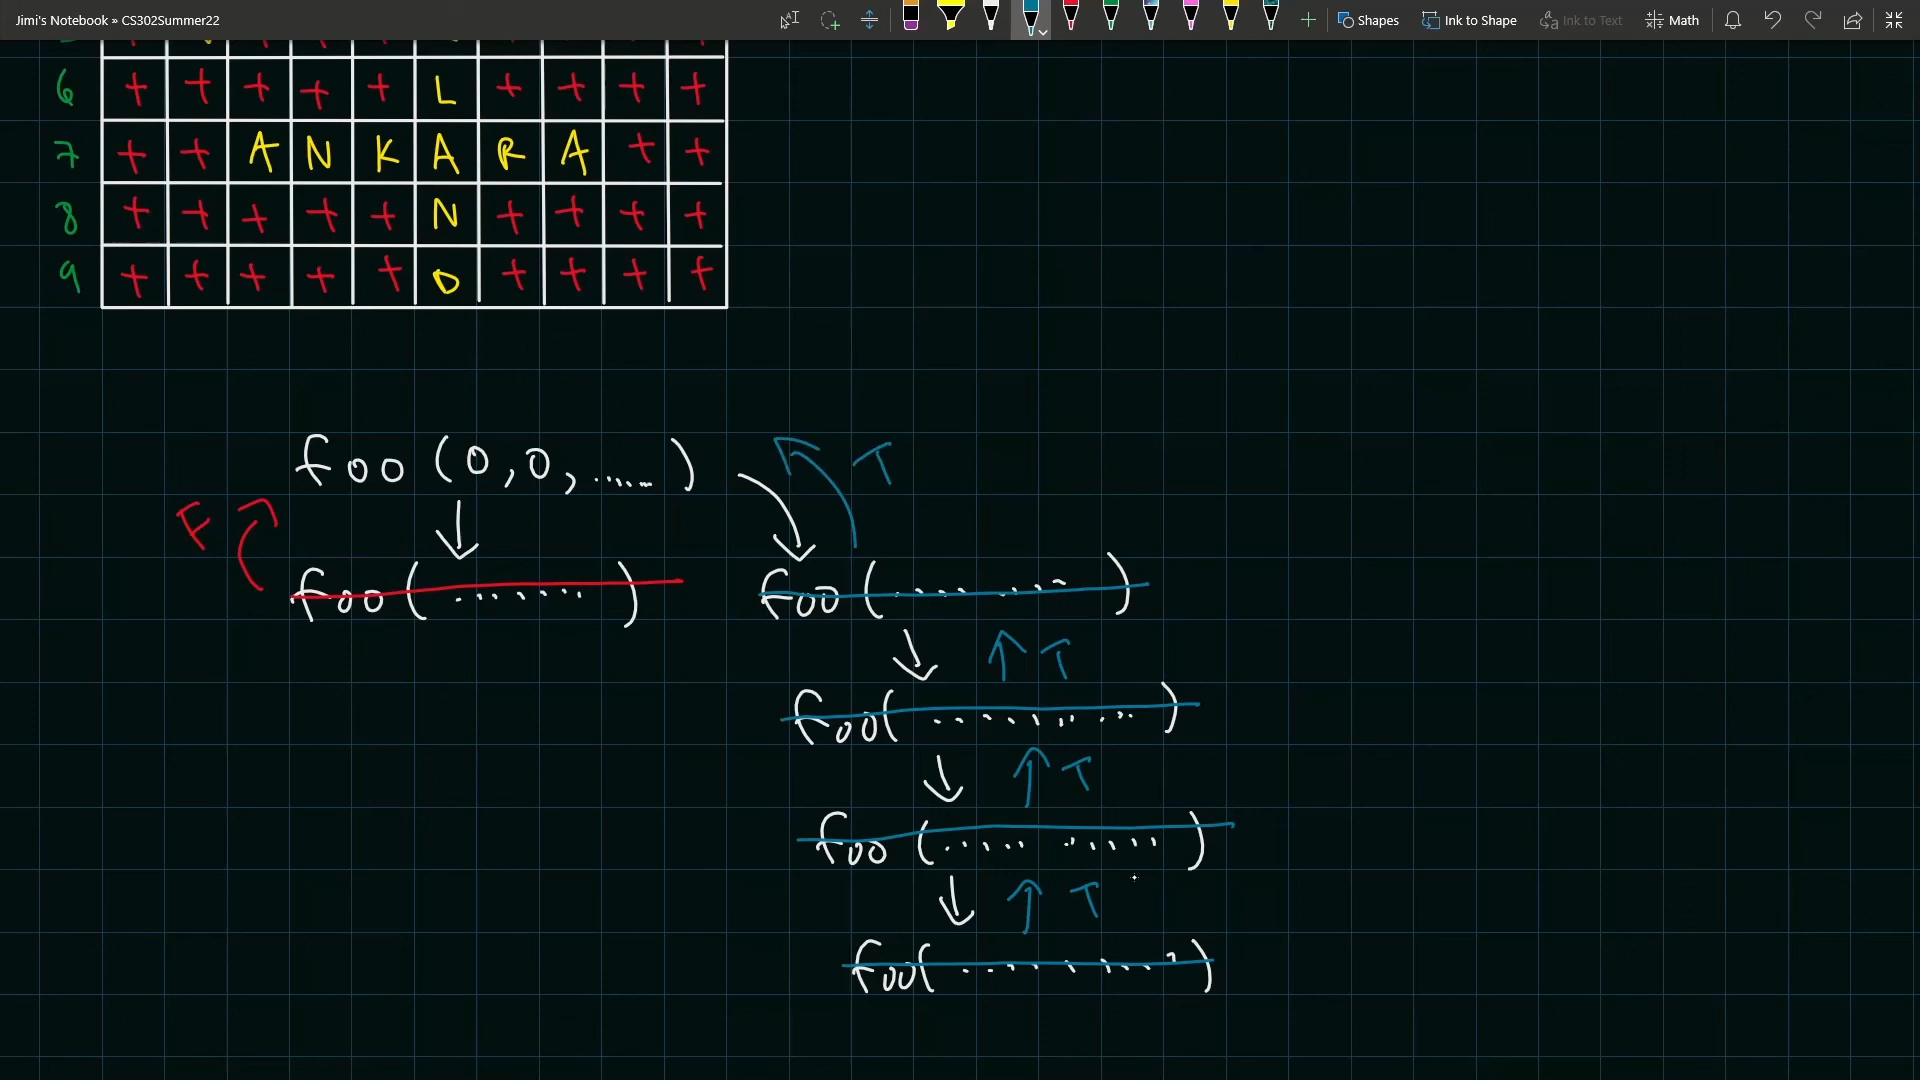 Jimi's Notebook » CS302Summer22
Shapes Ink to Shape Ink to Text Math
6 + + + + + L + + + +
7 + + A N K A R A + +
8 + + + + + N + + + +
9 + + + + + O + + + +
foo (0,0,......) T
F
foo (.......) foo (.........)
T
foo(..........)
T
foo (..........)
T
foo(..........)